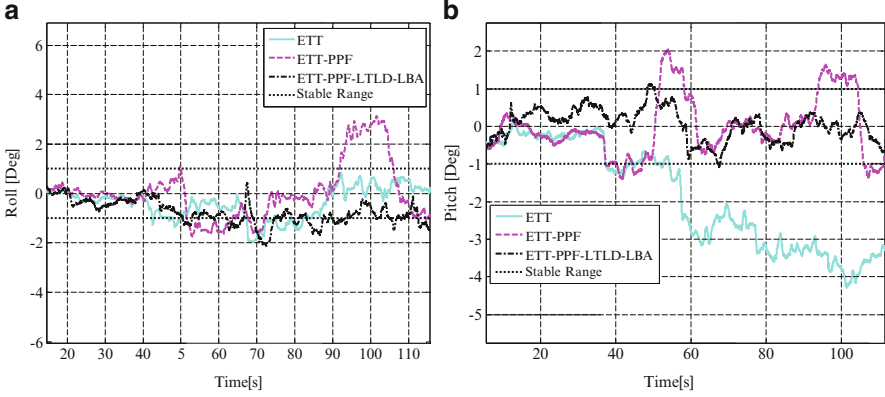 a
b
6
4
2
0
-2
-4
-6
Roll [Deg]
20
30
40
5
60
70
80
90
100
110
Time[s]
ETT
ETT-PPF
ETT-PPF-LTLD-LBA
Stable Range
2
1
0
-1
-2
-3
-4
-5
Pitch [Deg]
20
40
60
80
100
Time[s]
ETT
ETT-PPF
ETT-PPF-LTLD-LBA
Stable Range